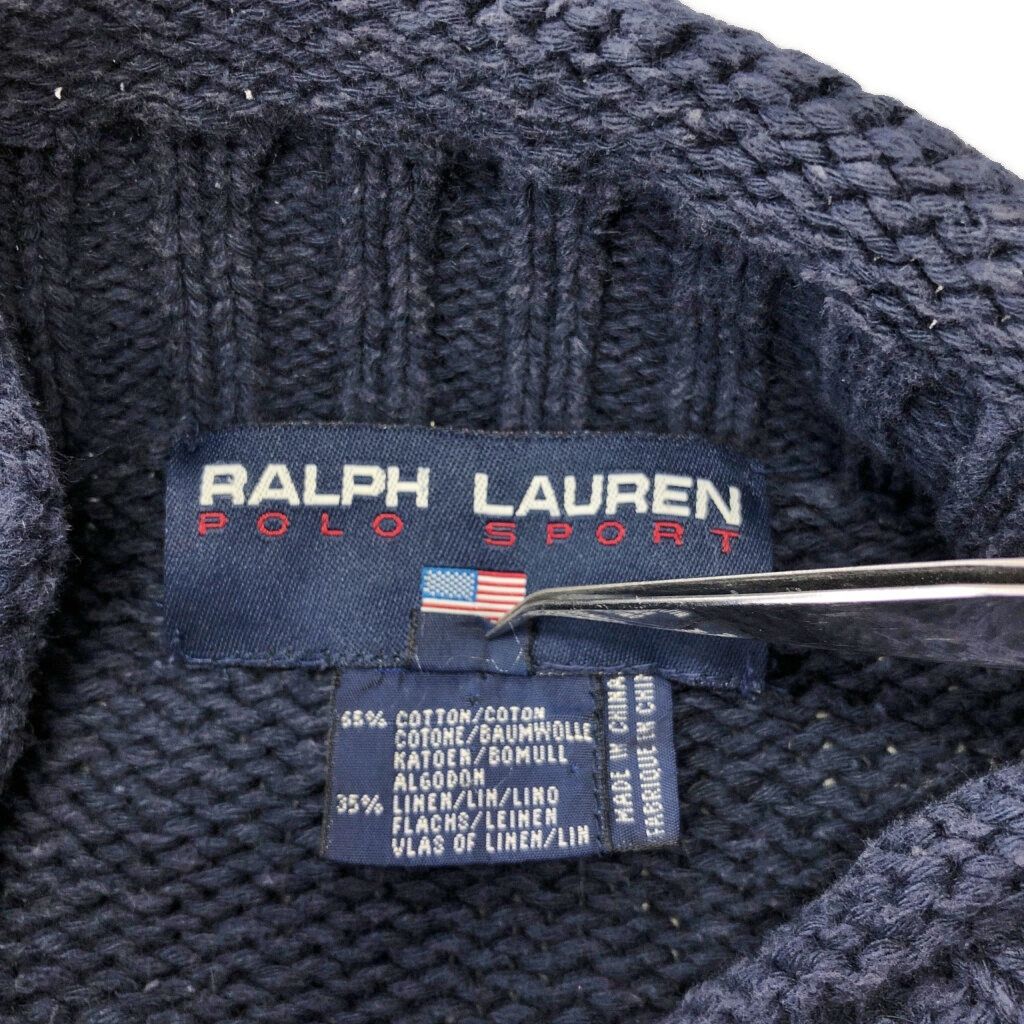 RALPH LAUREN
POLO SPORT
65% COTTON/COTON
COTONE/BAUMWOLLE
KATOEN/BOMULL
ALGODON
35% LINEN/LIN/LINO
FLACHS/LEINEN
VLAS OF LINEN/LIN
MADE IN CHINA
FABRIQUE IN CHIN